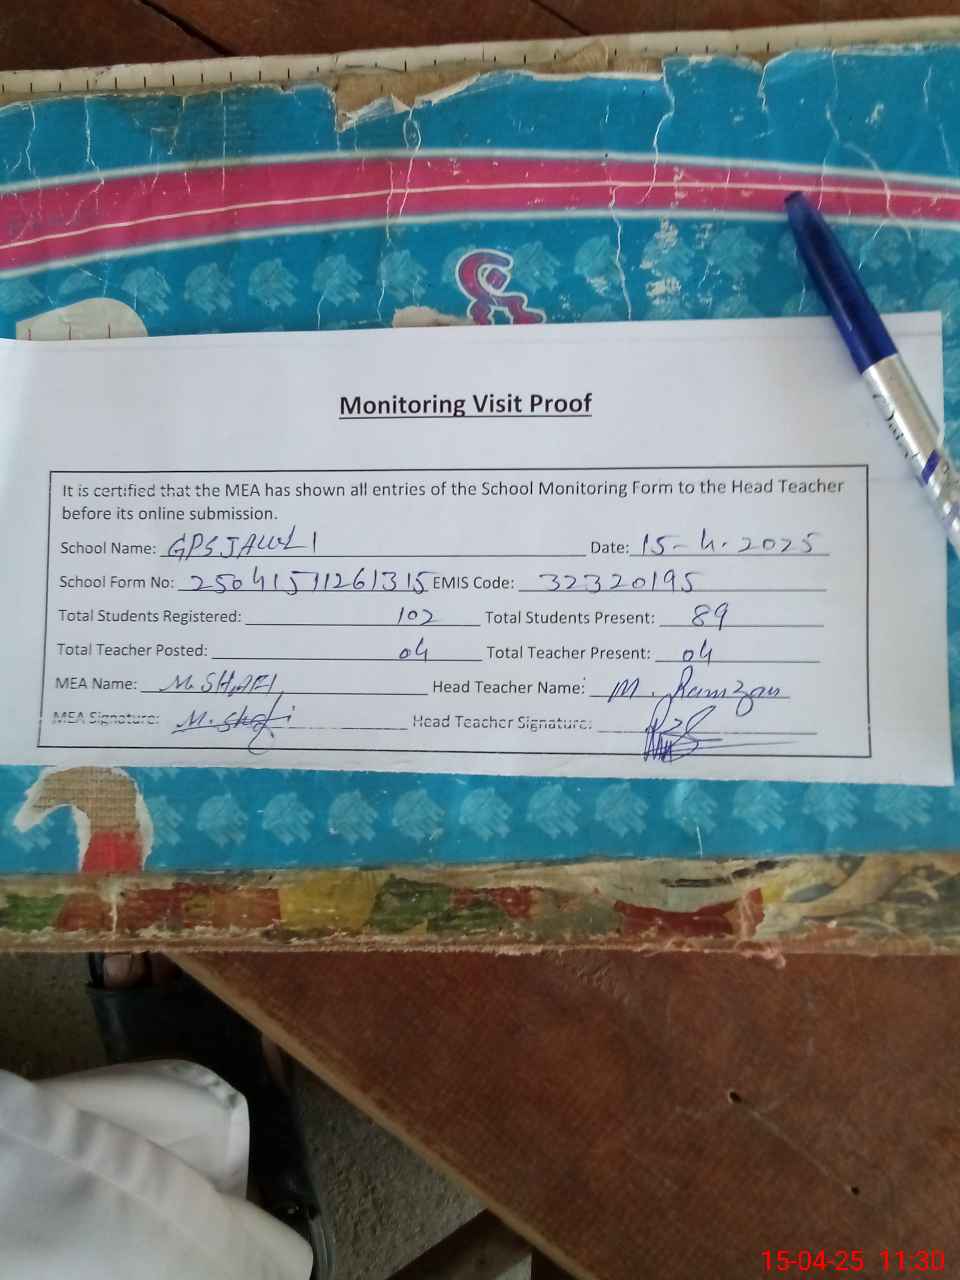 Monitoring Visit Proof
It is certified that the MEA has shown all entries of the School Monitoring Form to the Head Teacher
before its online submission.
School Name: GPS JAWLI Date: 15-4-2025
School Form No: 25041511261315 EMIS Code: 32320195
Total Students Registered: 102 Total Students Present: 89
Total Teacher Posted: 04 Total Teacher Present: 04
MEA Name: M. SHAFI Head Teacher Name: M. Ramzan
MEA Signature: M. Shafi Head Teacher Signature:
15-04-25 11:30